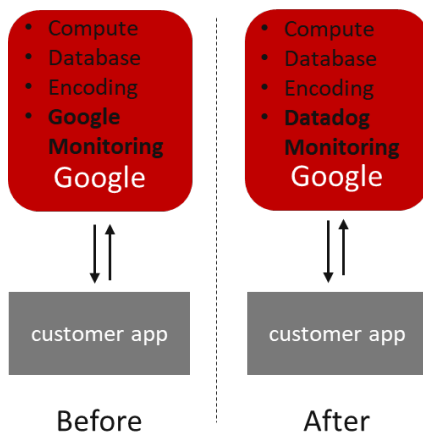 • Compute
• Database
• Encoding
• Google
Monitoring
Google
customer app
Before
• Compute
• Database
• Encoding
• Datadog
Monitoring
Google
customer app
After